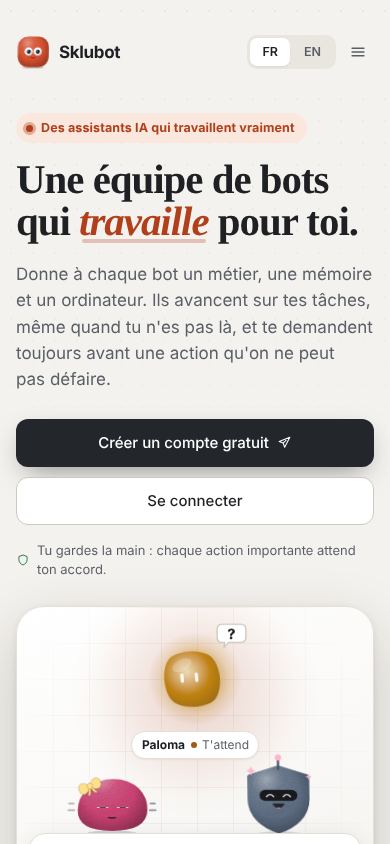 Sklubot
FR EN
Des assistants IA qui travaillent vraiment
Une équipe de bots
qui travaille pour toi.
Donne à chaque bot un métier, une mémoire
et un ordinateur. Ils avancent sur tes tâches,
même quand tu n'es pas là, et te demandent
toujours avant une action qu'on ne peut
pas défaire.
Créer un compte gratuit
Se connecter
Tu gardes la main : chaque action importante attend
ton accord.
?
Paloma T'attend